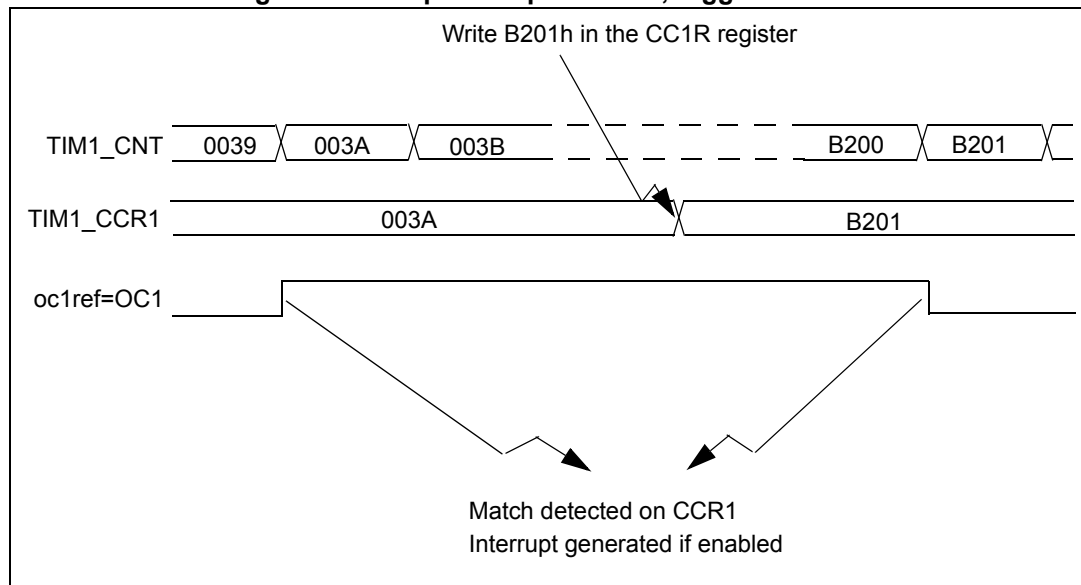 Write B201h in the CC1R register
TIM1_CNT 0039 003A 003B B200 B201
TIM1_CCR1 003A B201
oc1ref=OC1
Match detected on CCR1
Interrupt generated if enabled